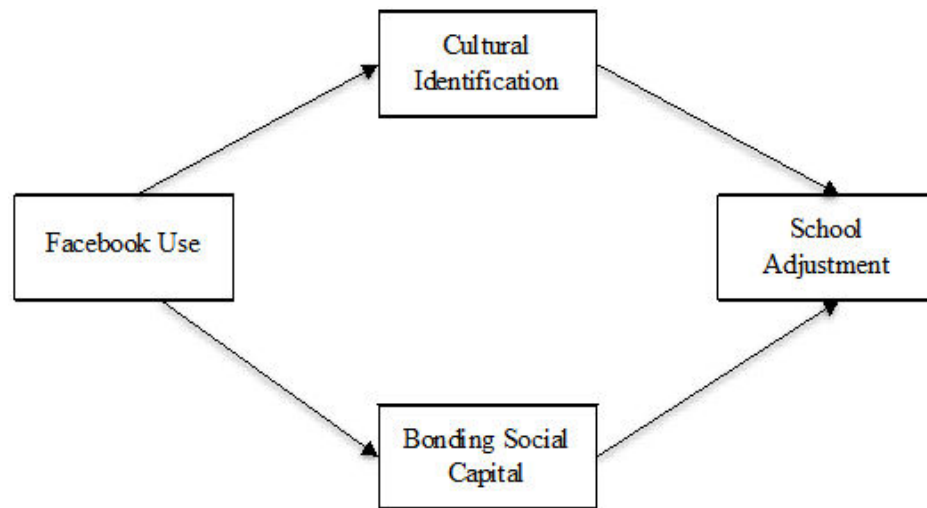 Cultural
Identification
Facebook Use
School
Adjustment
Bonding Social
Capital